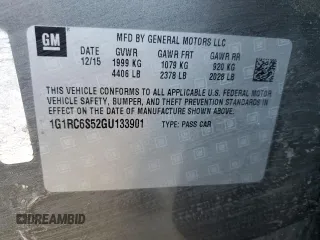 GM
MFD BY GENERAL MOTORS LLC
DATE GVWR GAWR FRT GAWR RR
12/15 1999 KG 1079 KG 920 KG
4406 LB 2378 LB 2028 LB
THIS VEHICLE CONFORMS TO ALL APPLICABLE U.S. FEDERAL MOTOR
VEHICLE SAFETY, BUMPER, AND THEFT PREVENTION STANDARDS IN
EFFECT ON THE DATE OF MANUFACTURE SHOWN ABOVE.
1G1RC6S52GU133901 TYPE: PASS CAR
DREAMBID